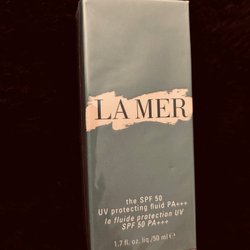 LA MER
the SPF 50
UV protecting fluid PA+++
la fluide protection UV
SPF 50 PA+++
1.7 fl. oz. liq./50 ml ℮